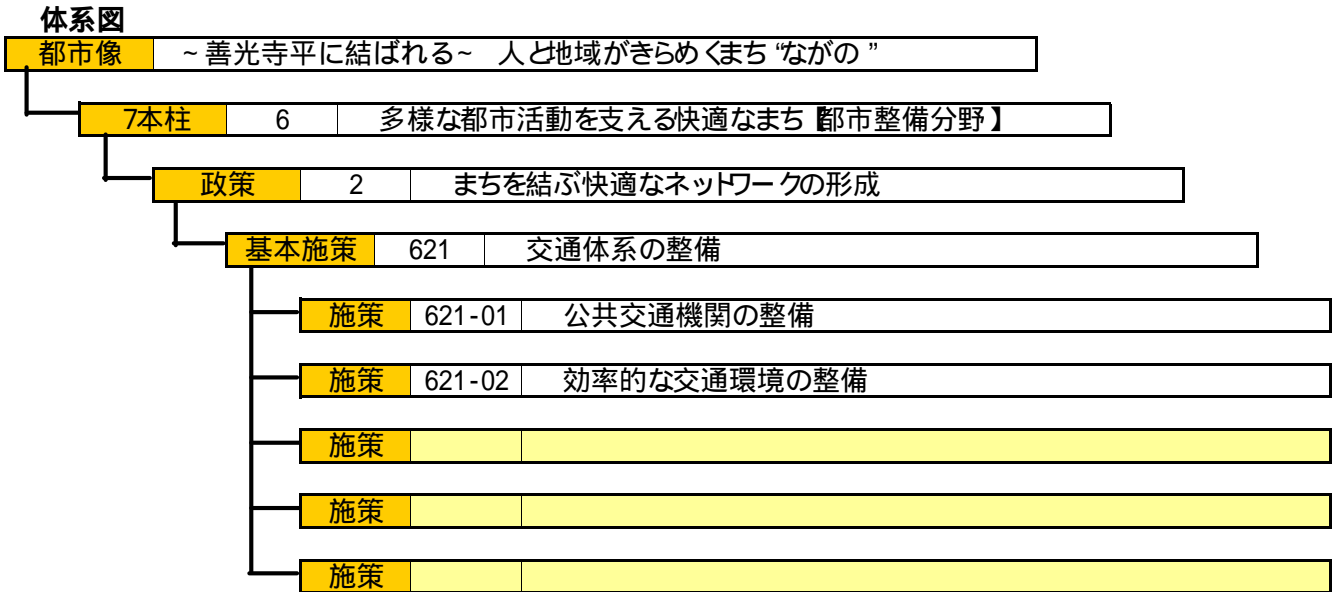 体系図
都市像 ~善光寺平に結ばれる~ 人と地域がきらめくまち“ながの”
7本柱 6 多様な都市活動を支える快適なまち【都市整備分野】
政策 2 まちを結ぶ快適なネットワークの形成
基本施策 621 交通体系の整備
施策 621-01 公共交通機関の整備
施策 621-02 効率的な交通環境の整備
施策
施策
施策